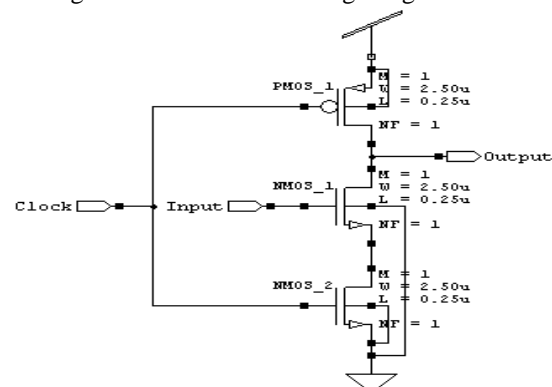 PMOS_1
M = 1
W = 2.50u
L = 0.25u
NF = 1
Output
Clock
Input
NMOS_1
M = 1
W = 2.50u
L = 0.25u
NF = 1
NMOS_2
M = 1
W = 2.50u
L = 0.25u
NF = 1